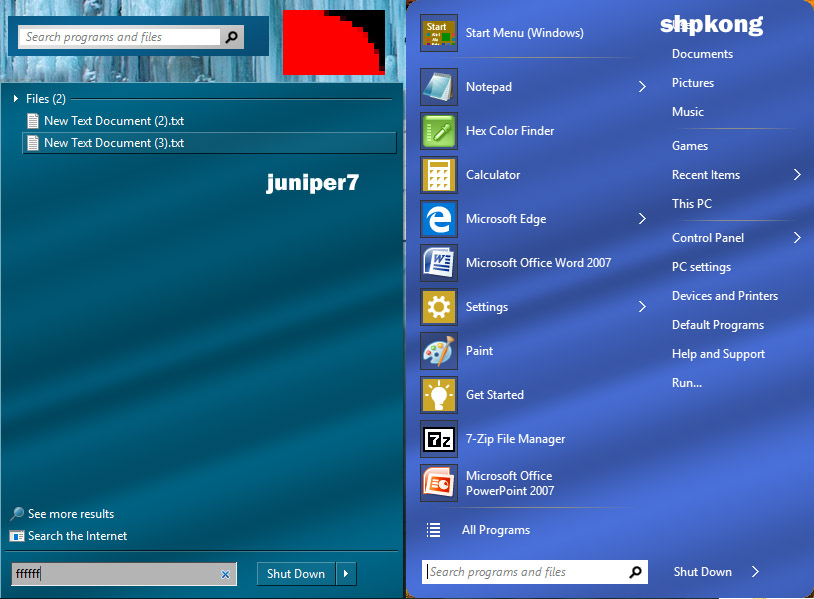 Search programs and files
Files (2)
New Text Document (2).txt
New Text Document (3).txt
juniper7
See more results
Search the Internet
ffffff
Shut Down
shpkong
Start
Start Menu (Windows)
Notepad
Hex Color Finder
Calculator
Microsoft Edge
Microsoft Office Word 2007
Settings
Paint
Get Started
7z
7-Zip File Manager
Microsoft Office
PowerPoint 2007
All Programs
Search programs and files
Documents
Pictures
Music
Games
Recent Items
This PC
Control Panel
PC settings
Devices and Printers
Default Programs
Help and Support
Run...
Shut Down